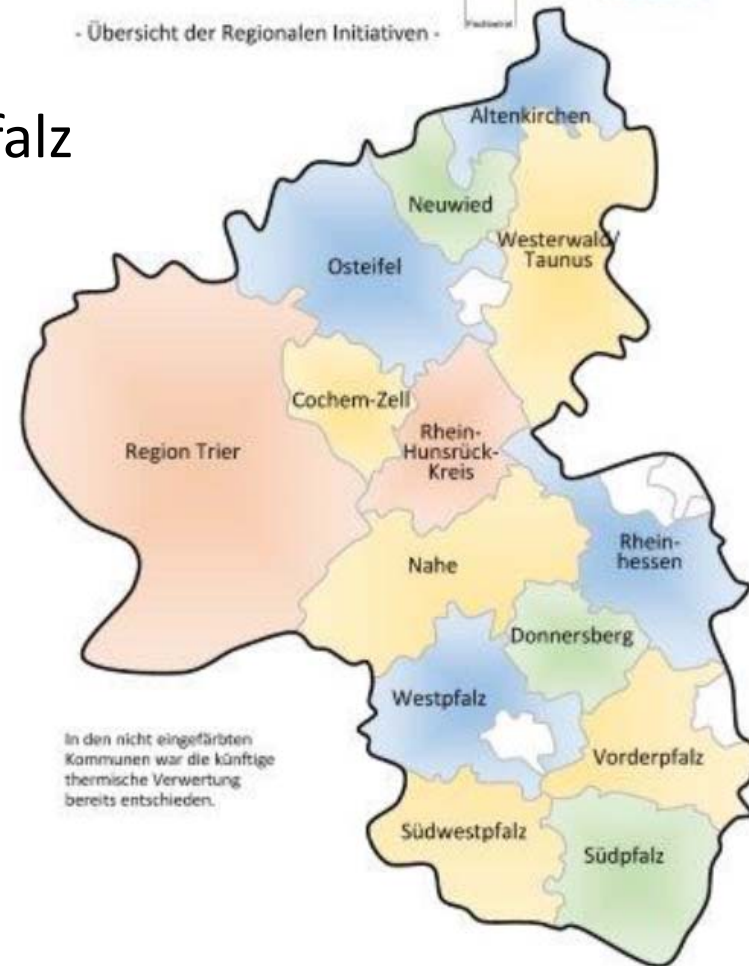 - Übersicht der Regionalen Initiativen -
Fachbeirat
falz
Altenkirchen
Neuwied
Westerwald/
Taunus
Osteifel
Cochem-Zell
Rhein-
Hunsrück-
Kreis
Region Trier
Rhein-
hessen
Nahe
Donnersberg
Westpfalz
In den nicht eingefärbten
Kommunen war die künftige
thermische Verwertung
bereits entschieden.
Vorderpfalz
Südwestpfalz
Südpfalz